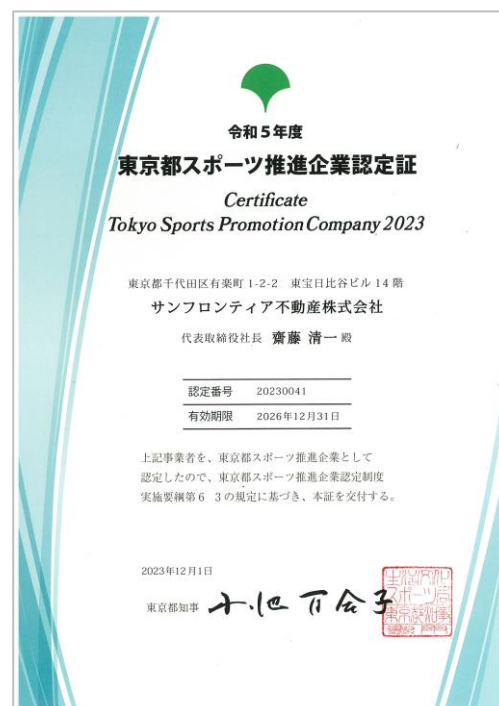 令和5年度
東京都スポーツ推進企業認定証
Certificate
Tokyo Sports Promotion Company 2023
東京都千代田区有楽町 1-2-2 東宝日比谷ビル 14 階
サンフロンティア不動産株式会社
代表取締役社長 齋藤 清一 殿
認定番号 20230041
有効期限 2026年12月31日
上記事業者を、東京都スポーツ推進企業として
認定したので、東京都スポーツ推進企業認定制度
実施要綱第6 3の規定に基づき、本証を交付する。
2023年12月1日
東京都知事 小池百合子